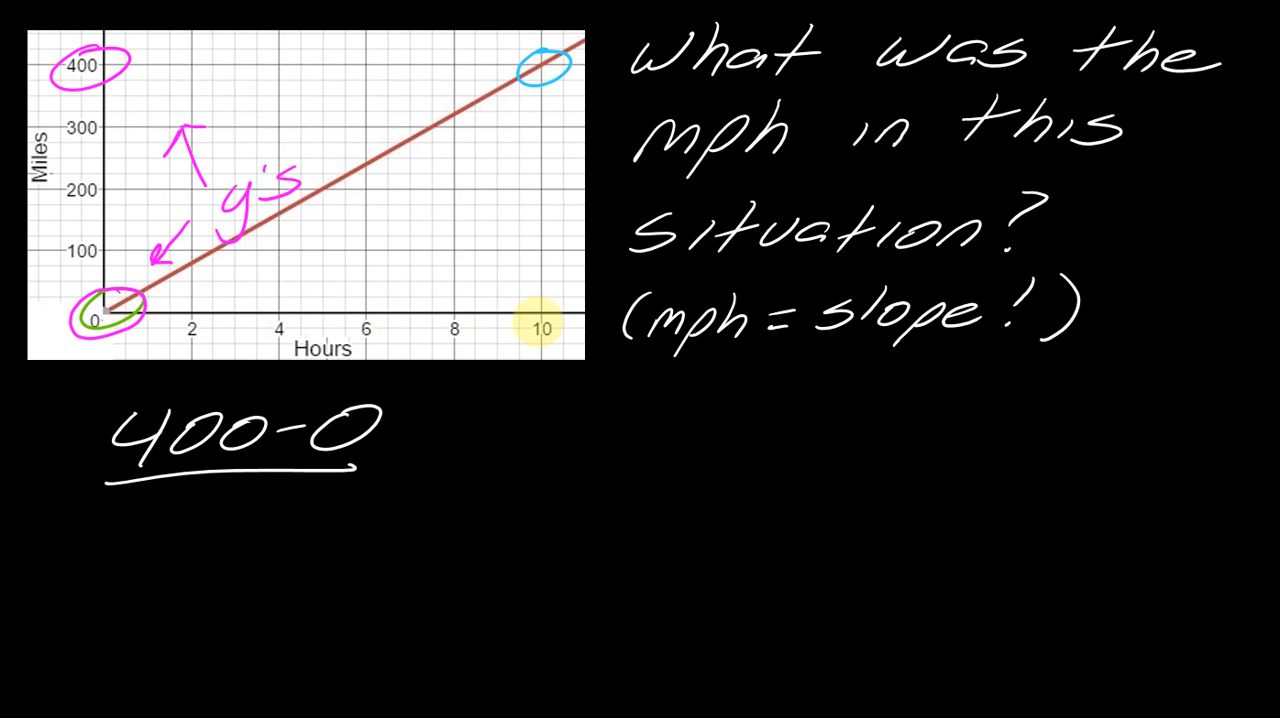 400
300
200
100
0
2 4 6 8 10
Miles
Hours
y's
What was the
mph in this
situation?
(mph = slope!)
400-0